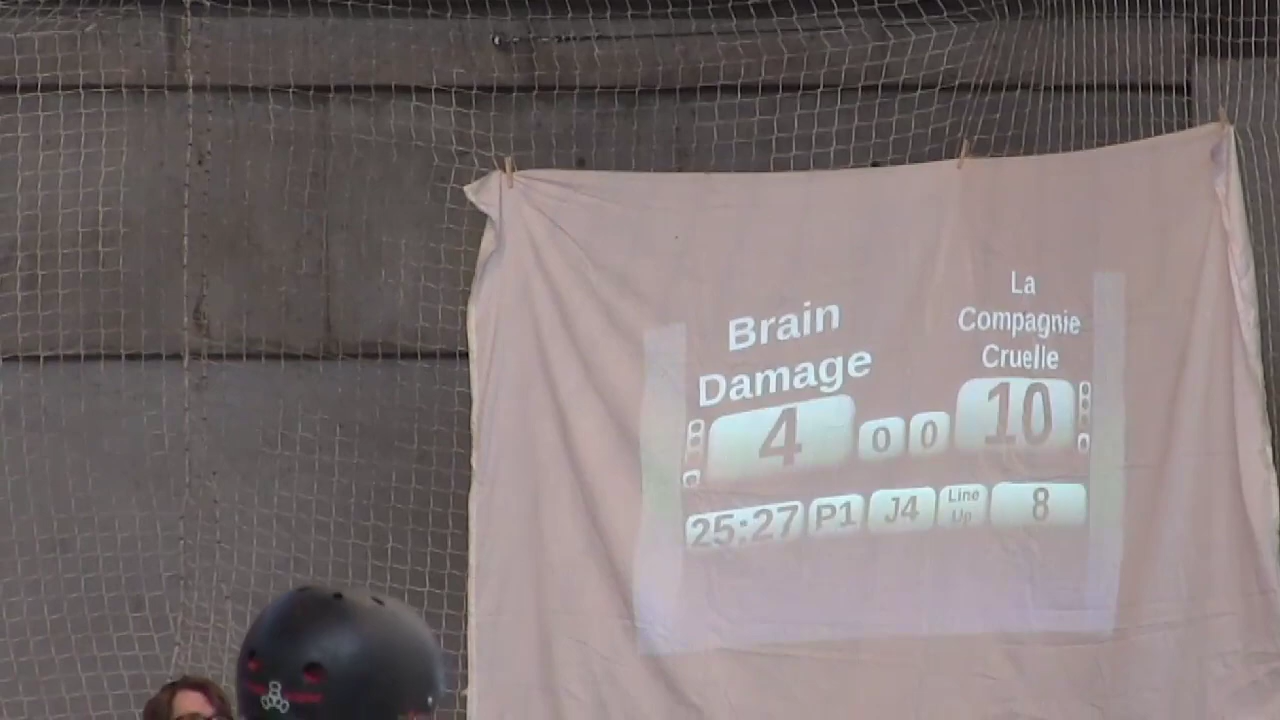 Brain
Damage
La
Compagnie
Cruelle
4
0
0
10
25:27
P1
J4
Line
Up
8